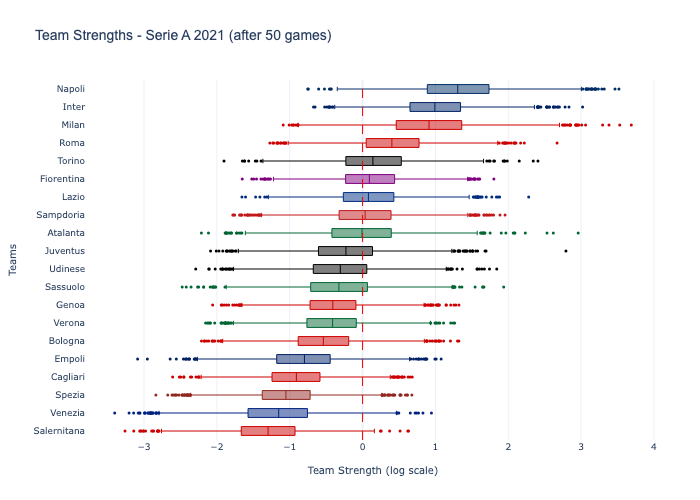 Team Strengths - Serie A 2021 (after 50 games)
Napoli
Inter
Milan
Roma
Torino
Fiorentina
Lazio
Sampdoria
Atalanta
Juventus
Udinese
Sassuolo
Genoa
Verona
Bologna
Empoli
Cagliari
Spezia
Venezia
Salernitana
Teams
−3 −2 −1 0 1 2 3 4
Team Strength (log scale)